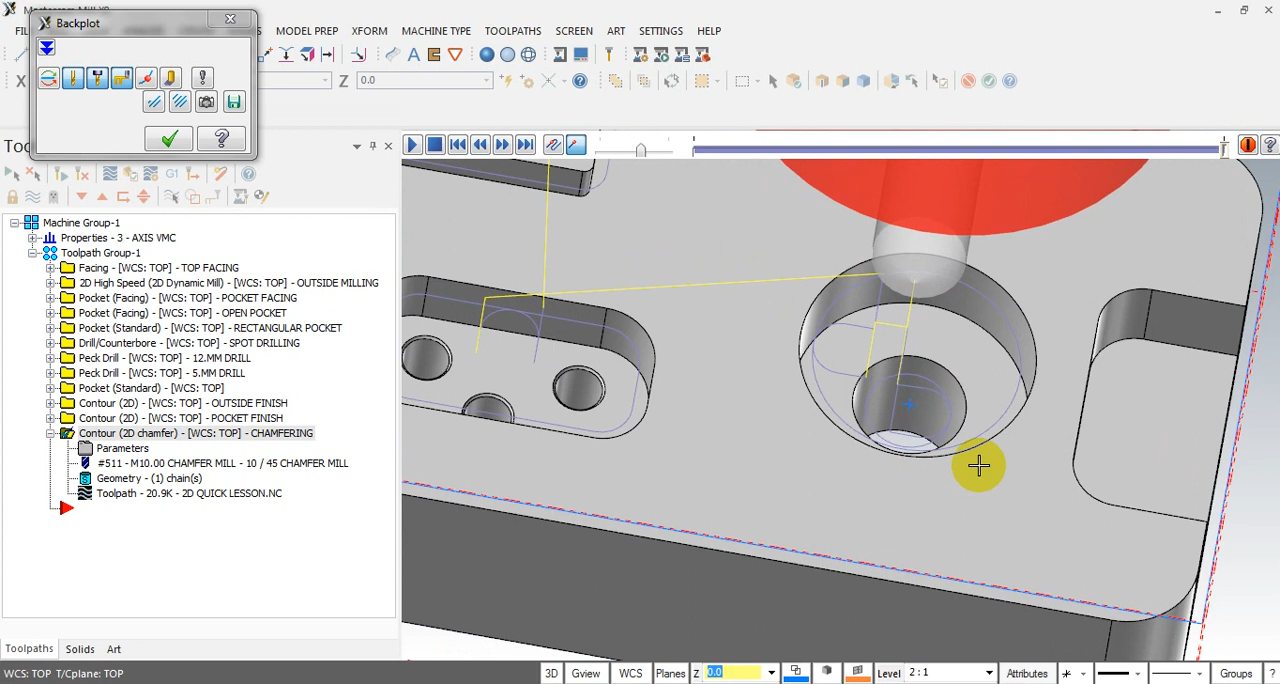 Backplot
MODEL PREP XFORM MACHINE TYPE TOOLPATHS SCREEN ART SETTINGS HELP
X Z 0.0
Machine Group-1
Properties - 3 - AXIS VMC
Toolpath Group-1
Facing - [WCS: TOP] - TOP FACING
2D High Speed (2D Dynamic Mill) - [WCS: TOP] - OUTSIDE MILLING
Pocket (Facing) - [WCS: TOP] - POCKET FACING
Pocket (Facing) - [WCS: TOP] - OPEN POCKET
Pocket (Standard) - [WCS: TOP] - RECTANGULAR POCKET
Drill/Counterbore - [WCS: TOP] - SPOT DRILLING
Peck Drill - [WCS: TOP] - 12.MM DRILL
Peck Drill - [WCS: TOP] - 5.MM DRILL
Pocket (Standard) - [WCS: TOP]
Contour (2D) - [WCS: TOP] - OUTSIDE FINISH
Contour (2D) - [WCS: TOP] - POCKET FINISH
Contour (2D chamfer) - [WCS: TOP] - CHAMFERING
Parameters
#511 - M10.00 CHAMFER MILL - 10 / 45 CHAMFER MILL
Geometry - (1) chain(s)
Toolpath - 20.9K - 2D QUICK LESSON.NC
Toolpaths Solids Art
WCS: TOP T/Cplane: TOP 3D Gview WCS Planes Z 0.0 Level 2 : 1 Attributes Groups ?